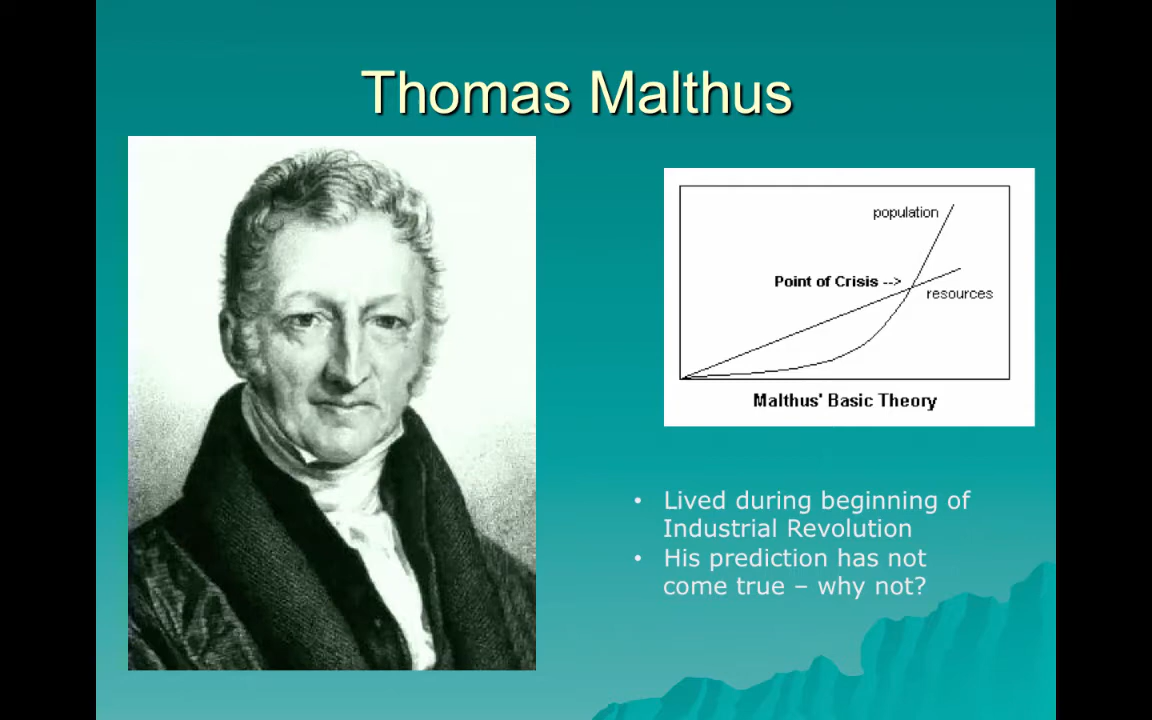 Thomas Malthus
population
Point of Crisis -->
resources
Malthus' Basic Theory
• Lived during beginning of
Industrial Revolution
• His prediction has not
come true – why not?